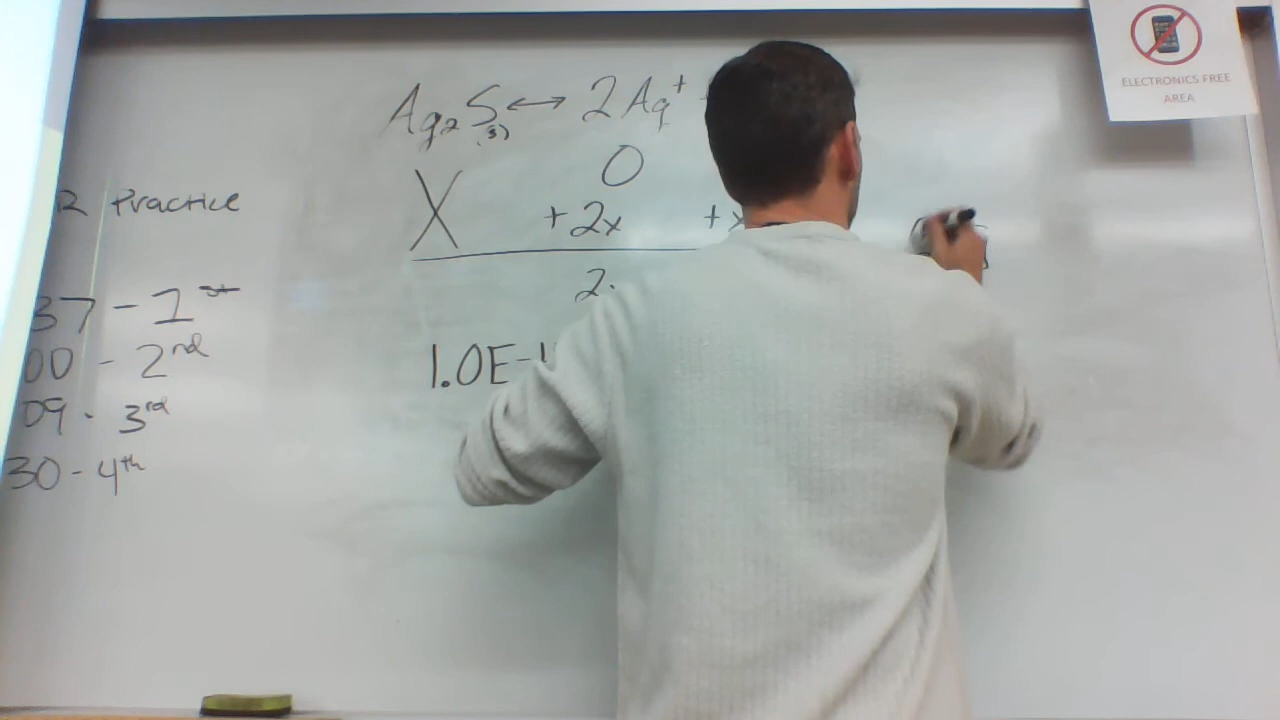 ELECTRONICS FREE
AREA
Ag2S(s) ↔ 2Ag+
X 0
+2x +x
2.
1.0E-1
Practice
37 - 1st
00 - 2nd
09 - 3rd
30 - 4th